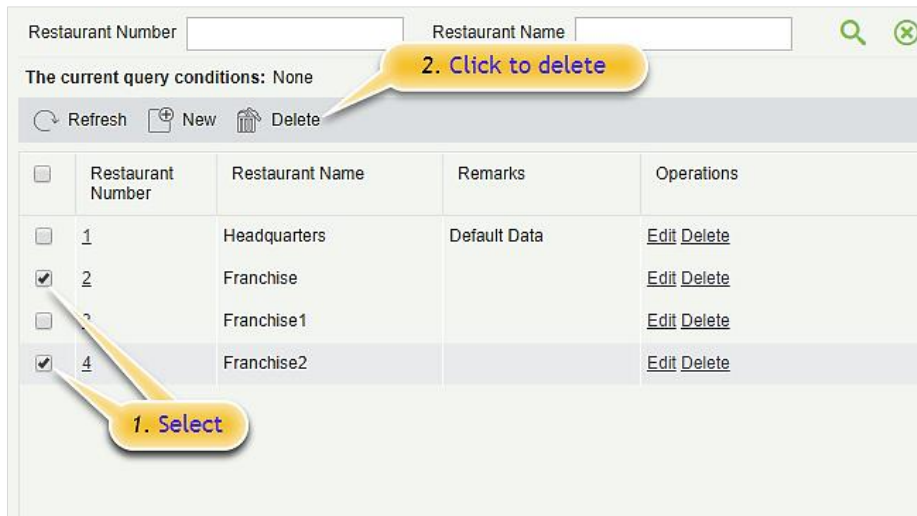 Restaurant Number Restaurant Name
2. Click to delete
The current query conditions: None
Refresh New Delete
Restaurant Number Restaurant Name Remarks Operations
1 Headquarters Default Data Edit Delete
2 Franchise Edit Delete
Franchise1 Edit Delete
4 Franchise2 Edit Delete
1. Select